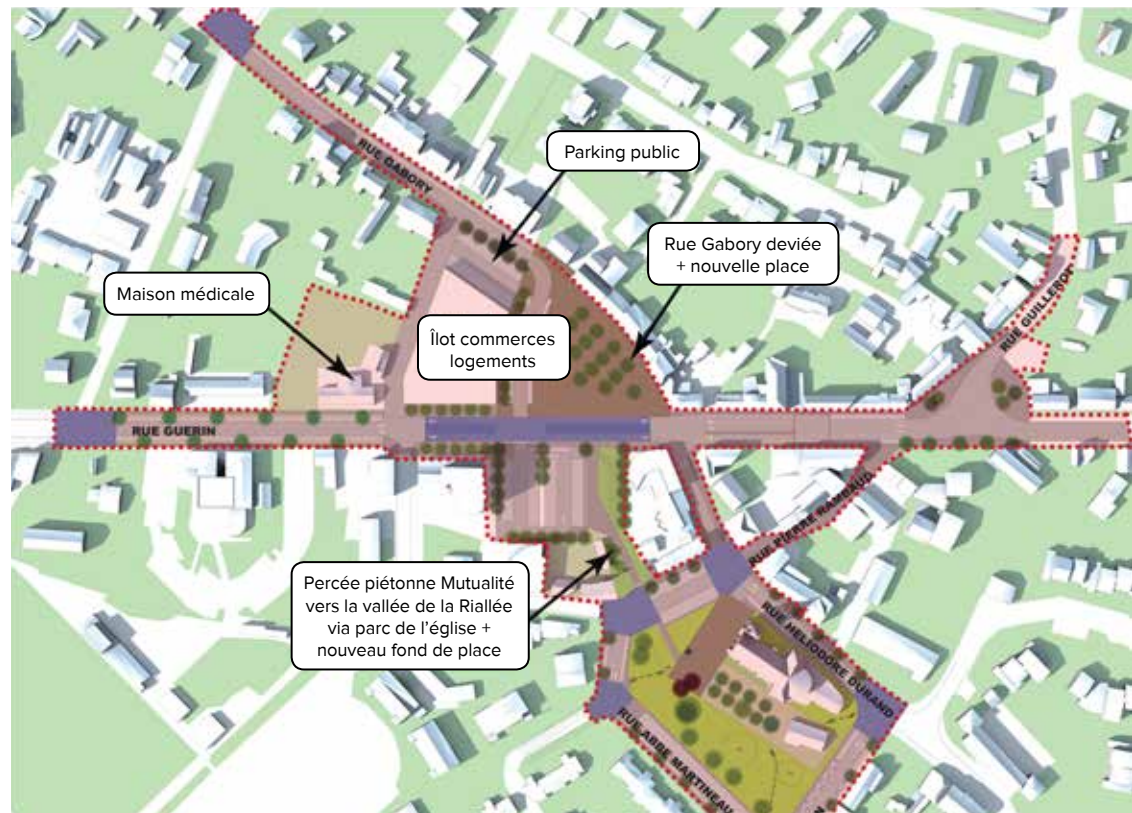 RUE GABORY
Parking public
Rue Gabory deviée
+ nouvelle place
Maison médicale
Îlot commerces
logements
RUE GUILLEROT
RUE GUERIN
RUE PIERRE RAMBAUD
Percée piétonne Mutualité
vers la vallée de la Riallée
via parc de l'église +
nouveau fond de place
RUE HELIODORE DURAND
RUE ABBE MARTINEAU